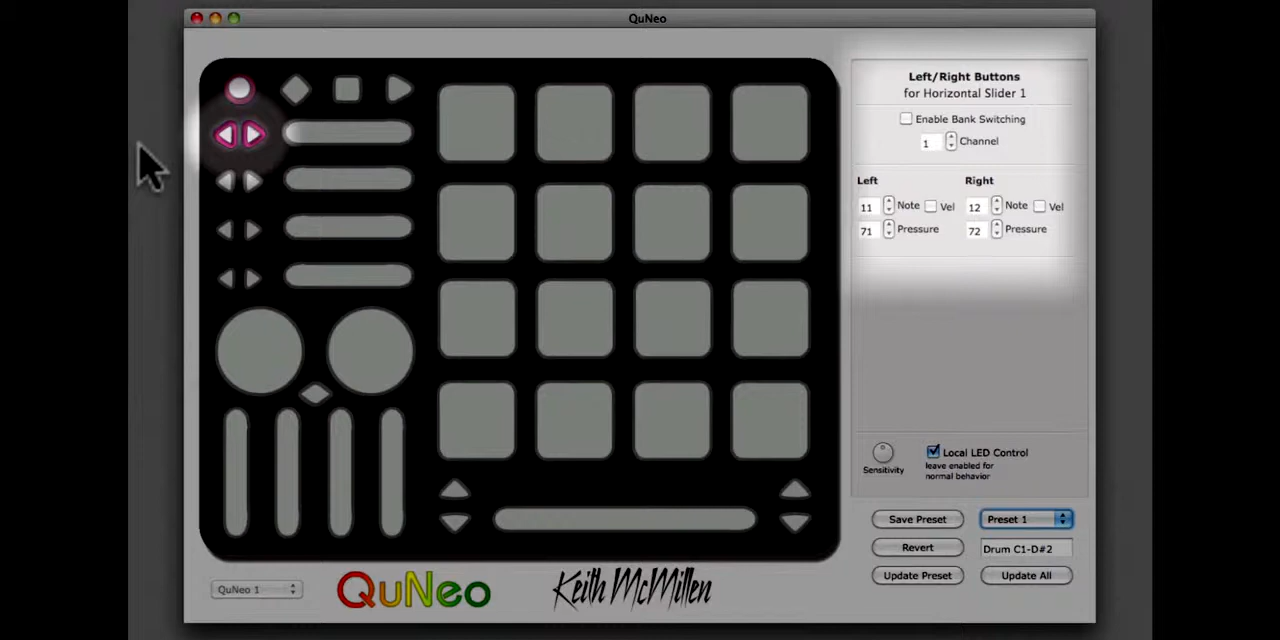 QuNeo
Left/Right Buttons
for Horizontal Slider 1
Enable Bank Switching
1 Channel
Left Right
11 Note Vel 12 Note Vel
71 Pressure 72 Pressure
Sensitivity
Local LED Control
leave enabled for
normal behavior
Save Preset Preset 1
Revert Drum C1-D#2
Update Preset Update All
QuNeo 1 QuNeo Keith McMillen